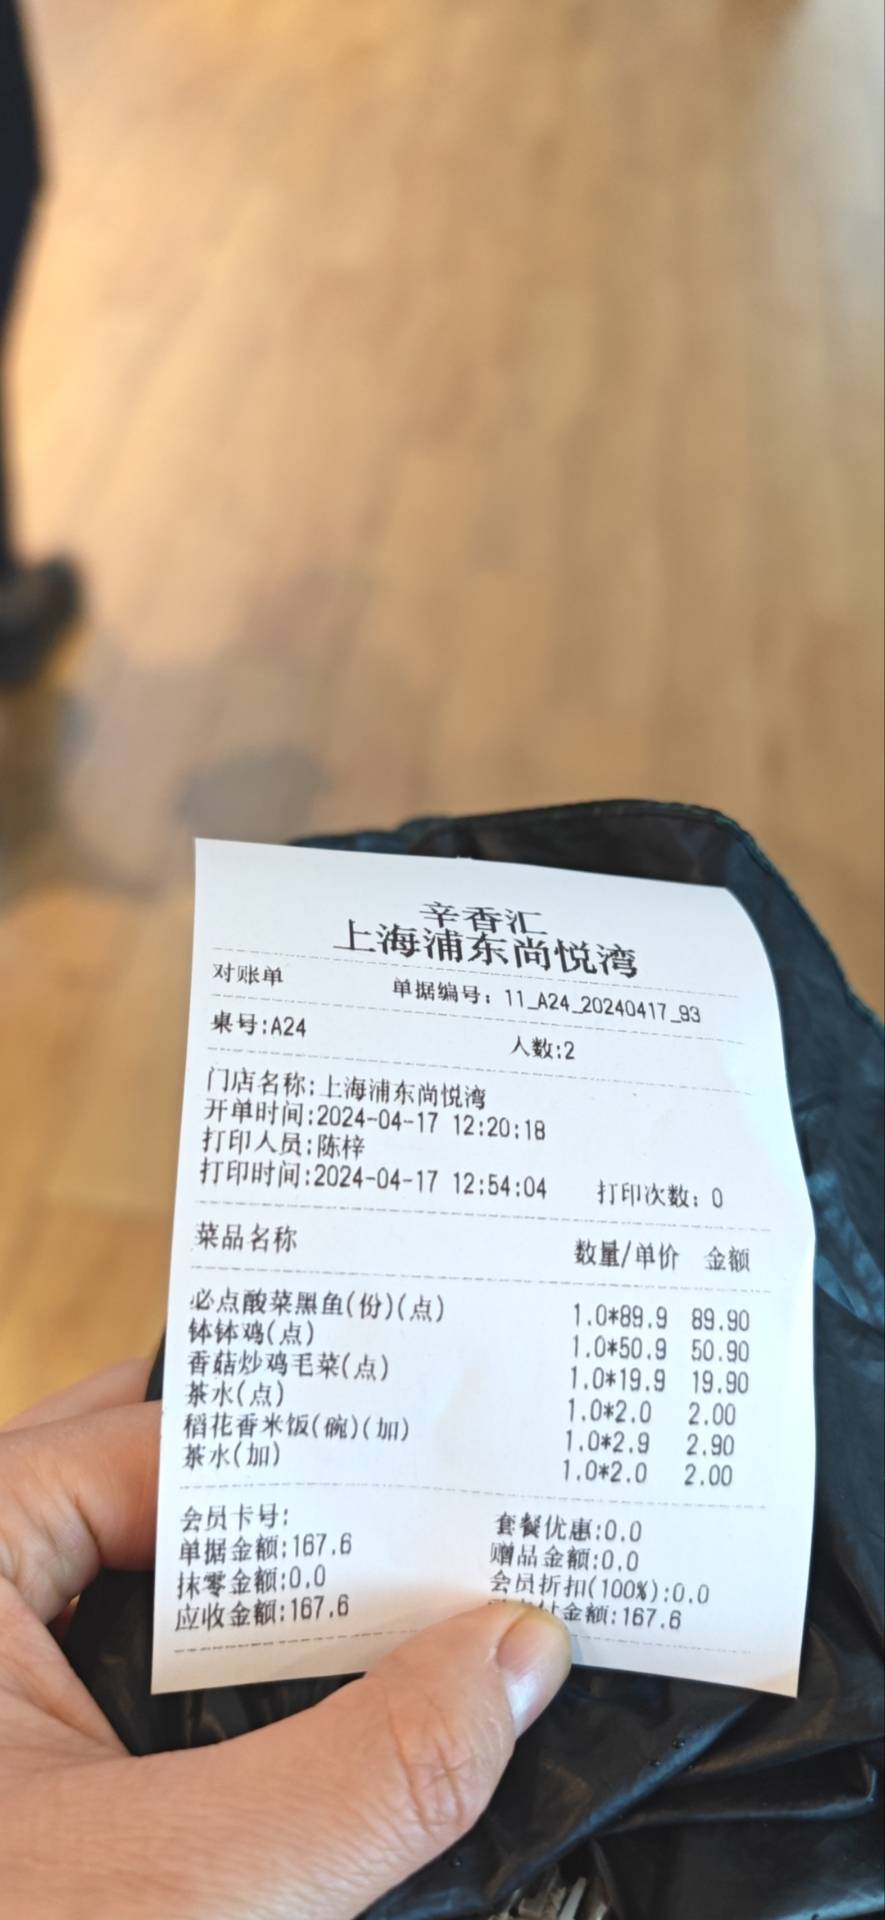 辛香汇
上海浦东尚悦湾
对账单 单据编号：11_A24_20240417_93
桌号:A24 人数:2
门店名称:上海浦东尚悦湾
开单时间:2024-04-17 12:20:18
打印人员:陈梓
打印时间:2024-04-17 12:54:04 打印次数：0
菜品名称 数量/单价 金额
必点酸菜黑鱼(份)(点) 1.0*89.9 89.90
钵钵鸡(点) 1.0*50.9 50.90
香菇炒鸡毛菜(点) 1.0*19.9 19.90
茶水(点) 1.0*2.0 2.00
稻花香米饭(碗)(加) 1.0*2.9 2.90
茶水(加) 1.0*2.0 2.00
会员卡号: 套餐优惠:0.0
单据金额:167.6 赠品金额:0.0
抹零金额:0.0 会员折扣(100%):0.0
应收金额:167.6 付金额:167.6